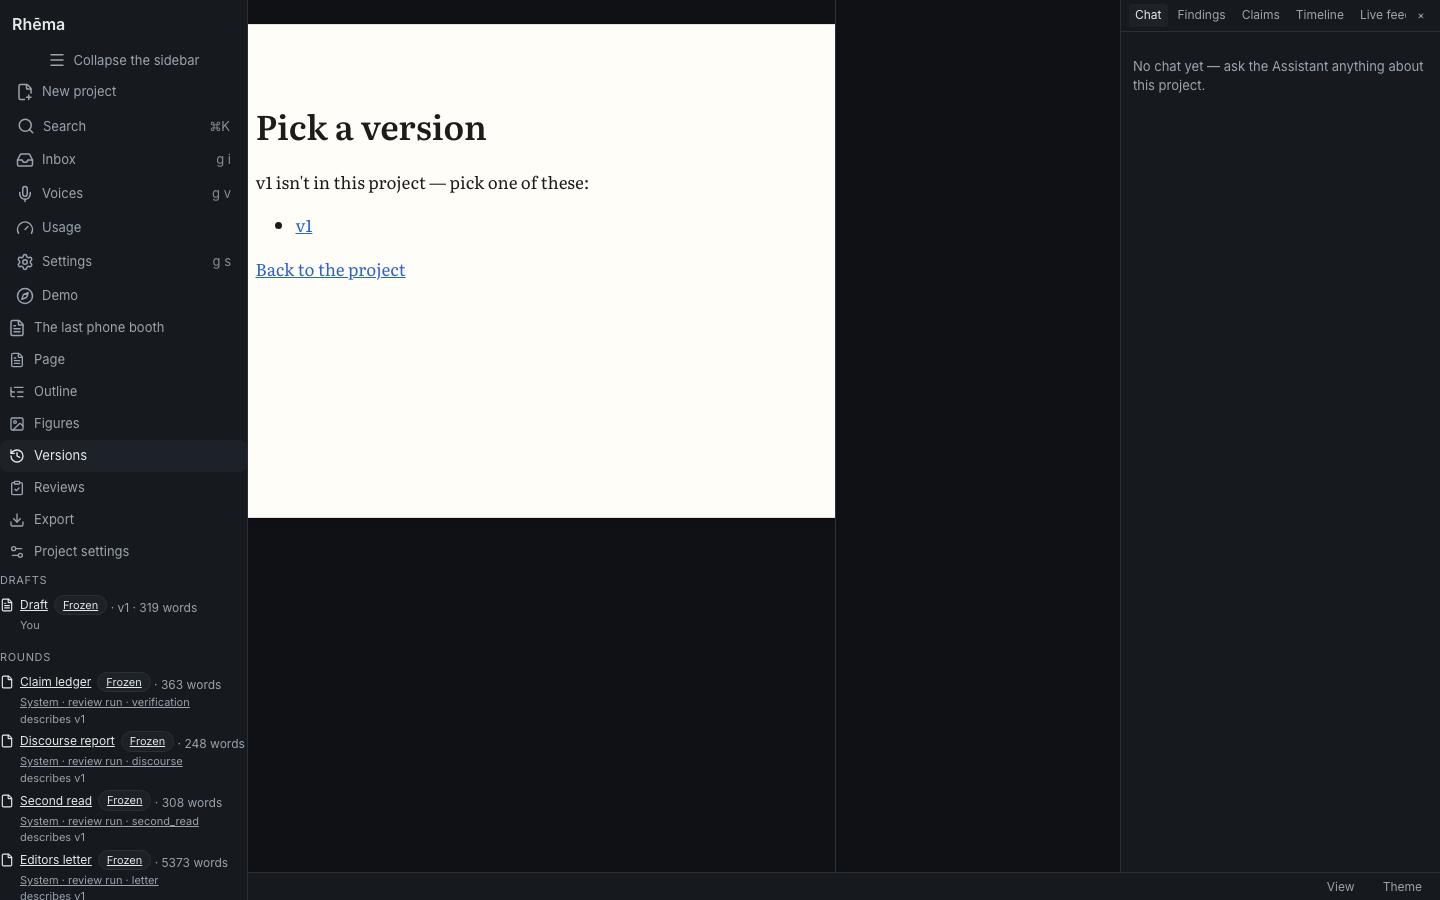 Rhēma
Collapse the sidebar
New project
Search ⌘K
Inbox g i
Voices g v
Usage
Settings g s
Demo
The last phone booth
Page
Outline
Figures
Versions
Reviews
Export
Project settings
DRAFTS
Draft Frozen · v1 · 319 words
You
ROUNDS
Claim ledger Frozen · 363 words
System · review run · verification
describes v1
Discourse report Frozen · 248 words
System · review run · discourse
describes v1
Second read Frozen · 308 words
System · review run · second_read
describes v1
Editors letter Frozen · 5373 words
System · review run · letter
describes v1
Pick a version
v1 isn't in this project — pick one of these:
v1
Back to the project
Chat Findings Claims Timeline Live fee ×
No chat yet — ask the Assistant anything about
this project.
View Theme